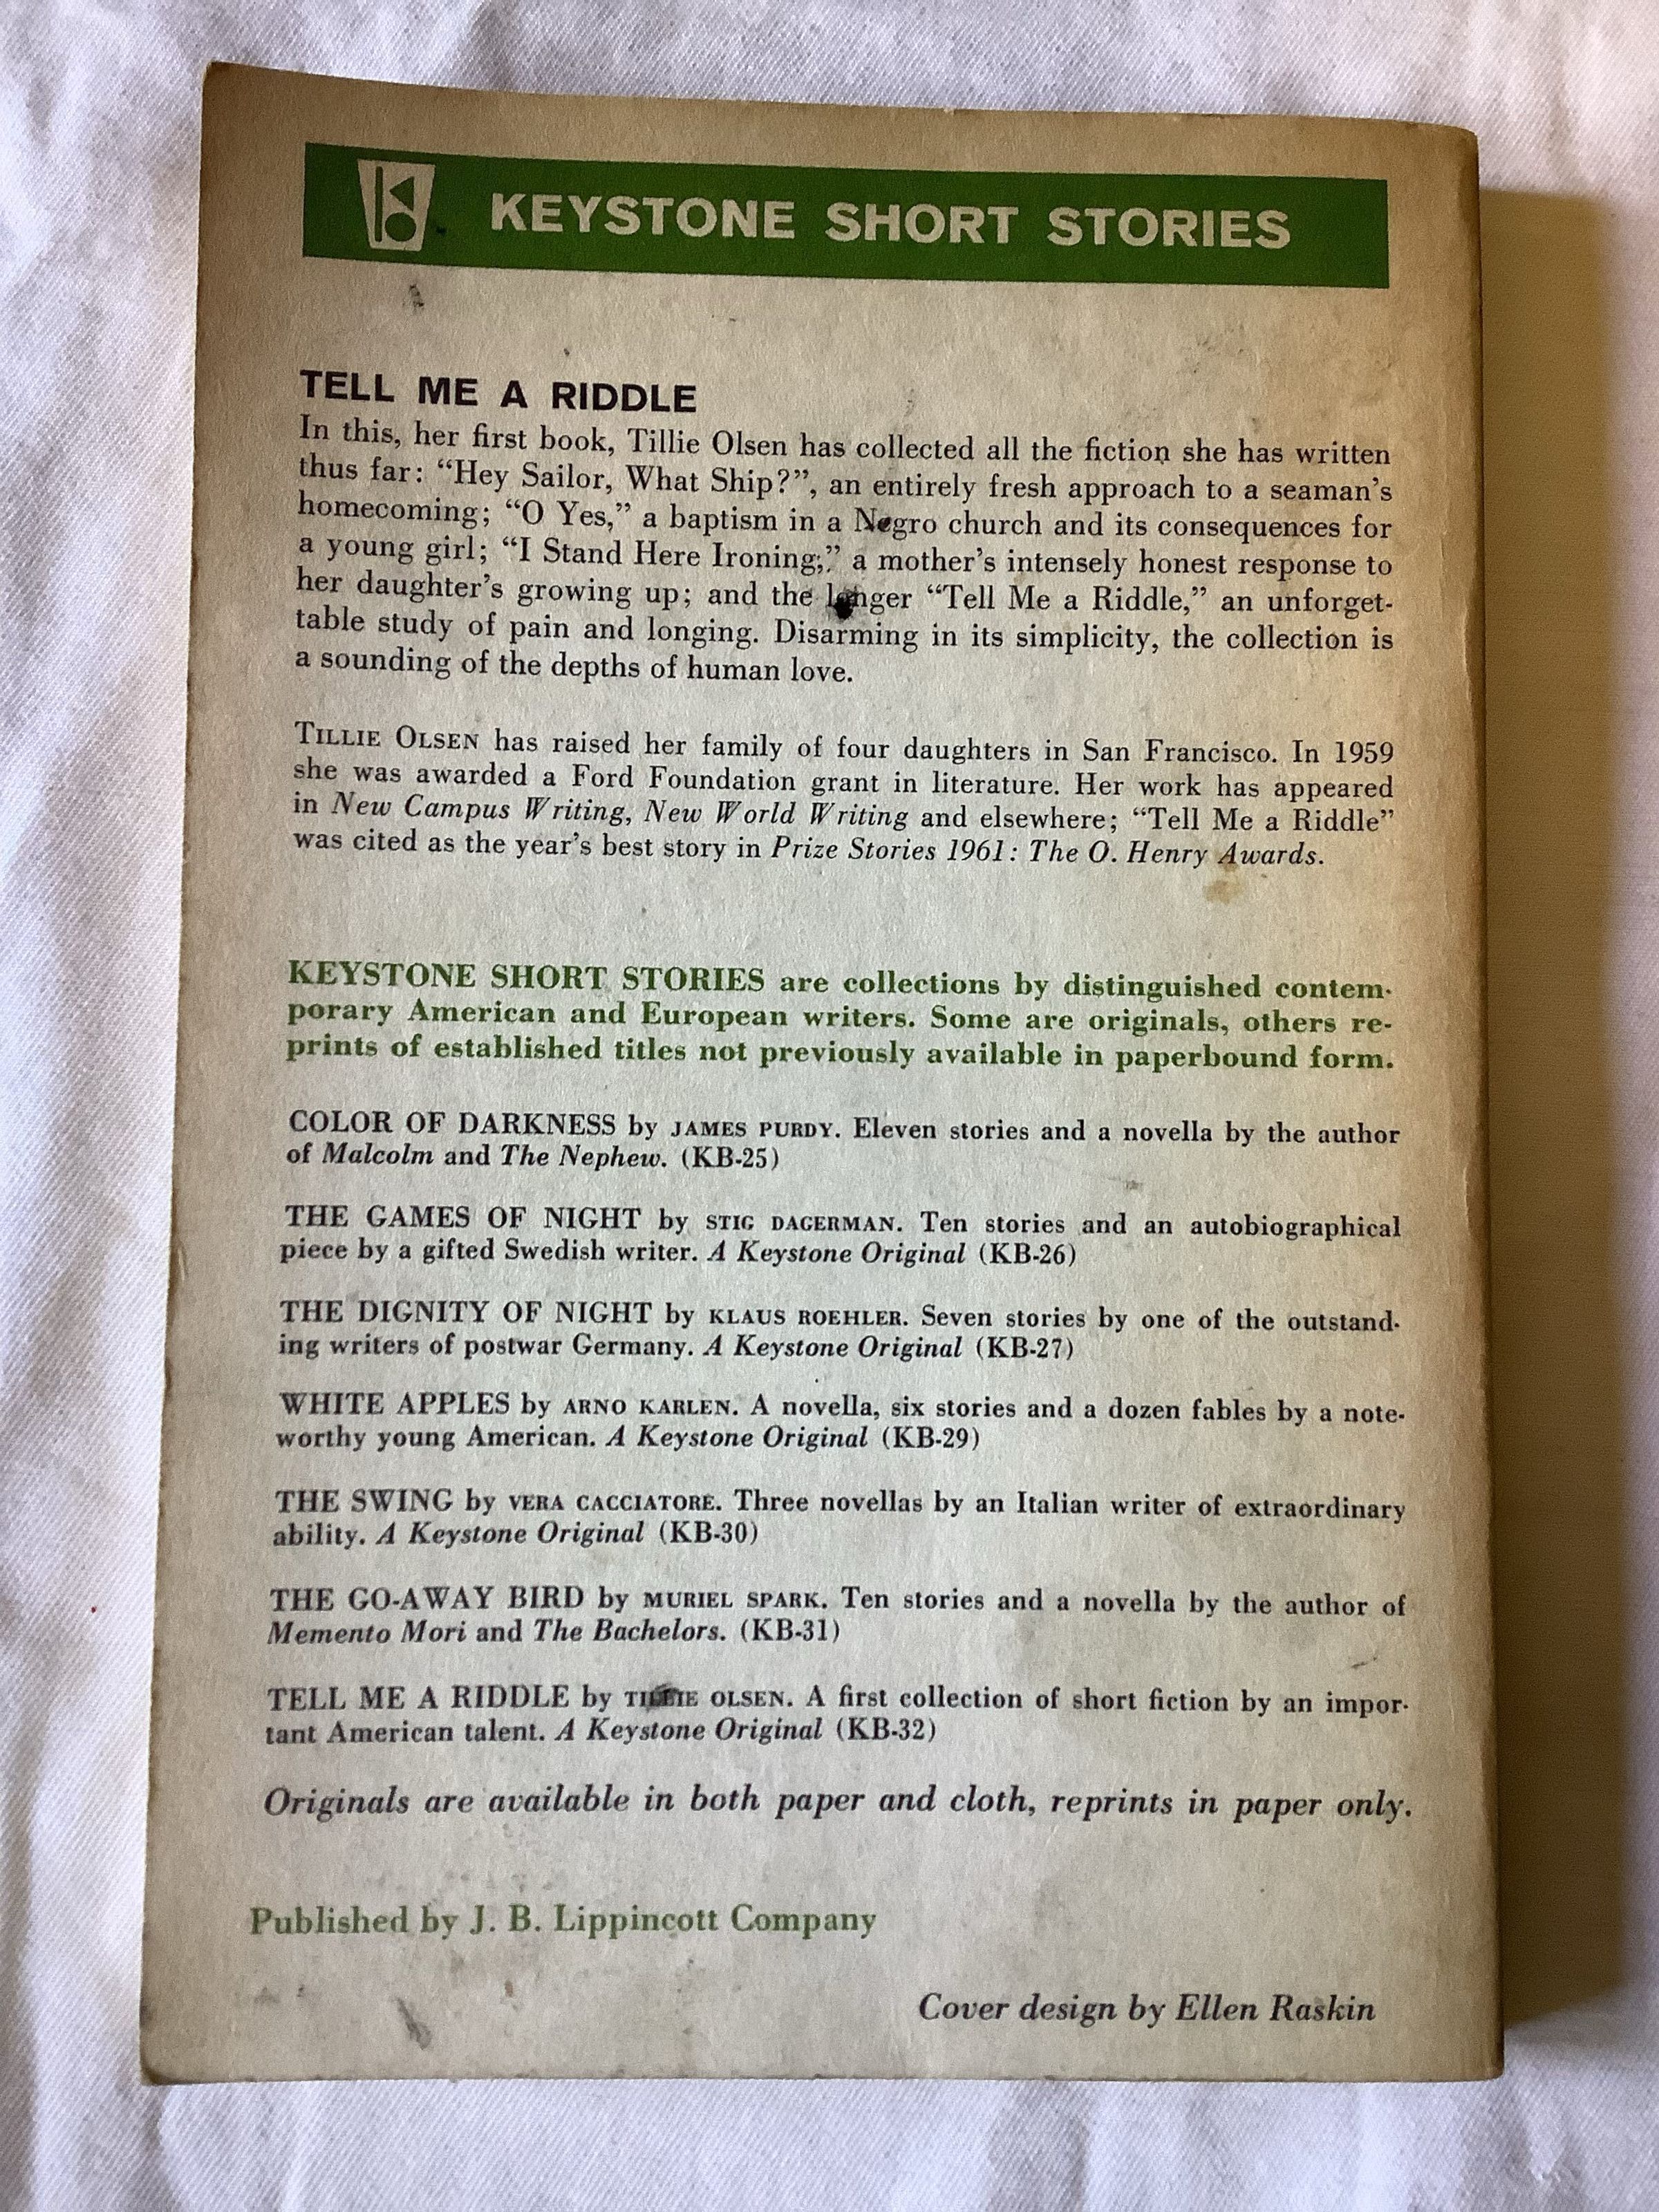 KEYSTONE SHORT STORIES
TELL ME A RIDDLE
In this, her first book, Tillie Olsen has collected all the fiction she has written
thus far: “Hey Sailor, What Ship?”, an entirely fresh approach to a seaman’s
homecoming; “O Yes,” a baptism in a Negro church and its consequences for
a young girl; “I Stand Here Ironing;” a mother’s intensely honest response to
her daughter’s growing up; and the longer “Tell Me a Riddle,” an unforget-
table study of pain and longing. Disarming in its simplicity, the collection is
a sounding of the depths of human love.
TILLIE OLSEN has raised her family of four daughters in San Francisco. In 1959
she was awarded a Ford Foundation grant in literature. Her work has appeared
in New Campus Writing, New World Writing and elsewhere; “Tell Me a Riddle”
was cited as the year’s best story in Prize Stories 1961: The O. Henry Awards.
KEYSTONE SHORT STORIES are collections by distinguished contem-
porary American and European writers. Some are originals, others re-
prints of established titles not previously available in paperbound form.
COLOR OF DARKNESS by JAMES PURDY. Eleven stories and a novella by the author
of Malcolm and The Nephew. (KB-25)
THE GAMES OF NIGHT by STIG DAGERMAN. Ten stories and an autobiographical
piece by a gifted Swedish writer. A Keystone Original (KB-26)
THE DIGNITY OF NIGHT by KLAUS ROEHLER. Seven stories by one of the outstand-
ing writers of postwar Germany. A Keystone Original (KB-27)
WHITE APPLES by ARNO KARLEN. A novella, six stories and a dozen fables by a note-
worthy young American. A Keystone Original (KB-29)
THE SWING by VERA CACCIATORE. Three novellas by an Italian writer of extraordinary
ability. A Keystone Original (KB-30)
THE GO-AWAY BIRD by MURIEL SPARK. Ten stories and a novella by the author of
Memento Mori and The Bachelors. (KB-31)
TELL ME A RIDDLE by TILLIE OLSEN. A first collection of short fiction by an impor-
tant American talent. A Keystone Original (KB-32)
Originals are available in both paper and cloth, reprints in paper only.
Published by J. B. Lippincott Company
Cover design by Ellen Raskin